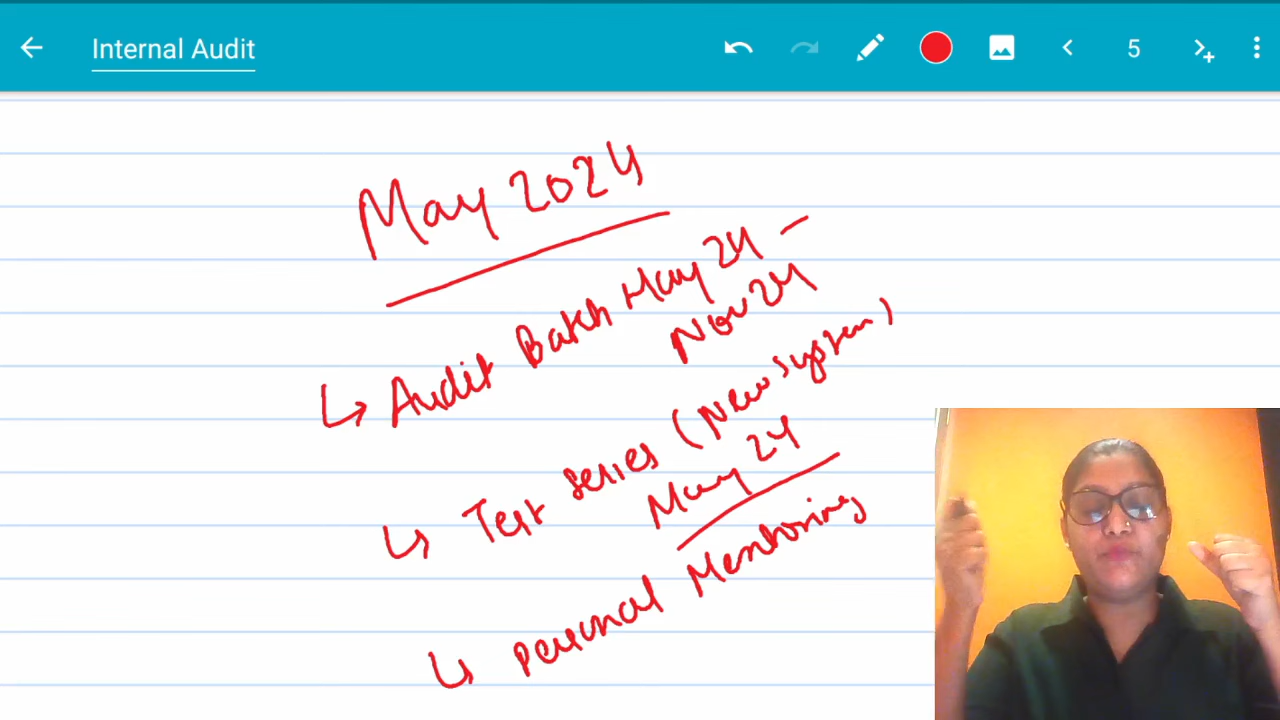 Internal Audit
5
May 2024
↳ Audit Batch May 24 –
Nov 24
↳ Test Series (New System)
May 24
↳ Personal Mentoring